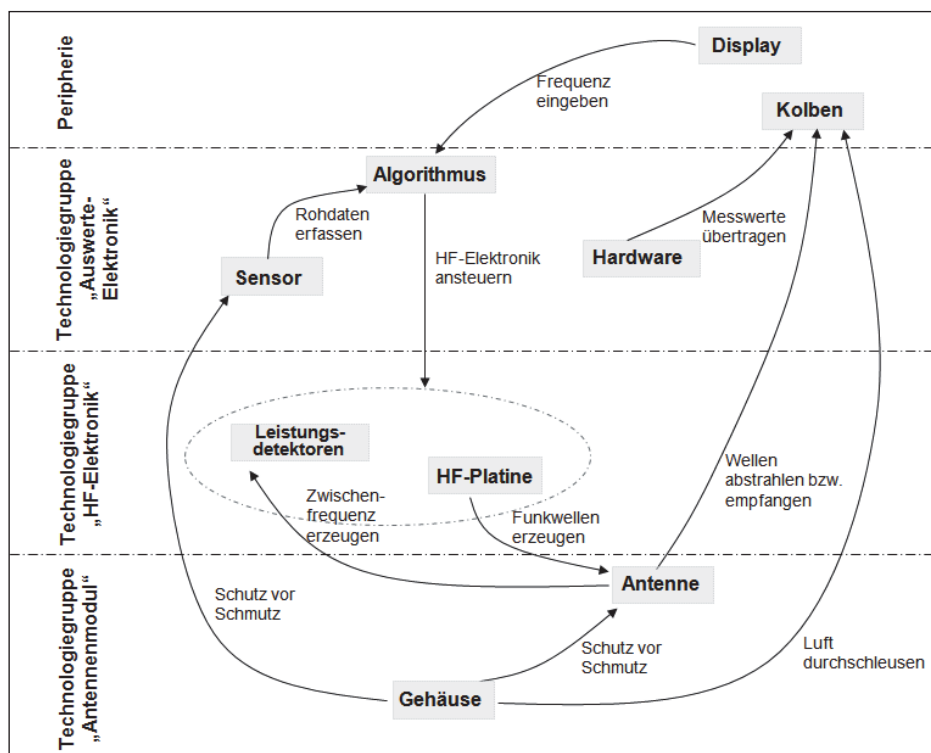 Peripherie
Display
Frequenz
eingeben
Kolben
Technologiegruppe
„Auswerte-
Elektronik“
Algorithmus
Rohdaten
erfassen
Messwerte
übertragen
HF-Elektronik
ansteuern
Hardware
Sensor
Technologiegruppe
„HF-Elektronik“
Leistungs-
detektoren
HF-Platine
Wellen
abstrahlen bzw.
empfangen
Zwischen-
frequenz
erzeugen
Funkwellen
erzeugen
Technologiegruppe
„Antennenmodul“
Antenne
Schutz vor
Schmutz
Schutz vor
Schmutz
Luft
durchschleusen
Gehäuse